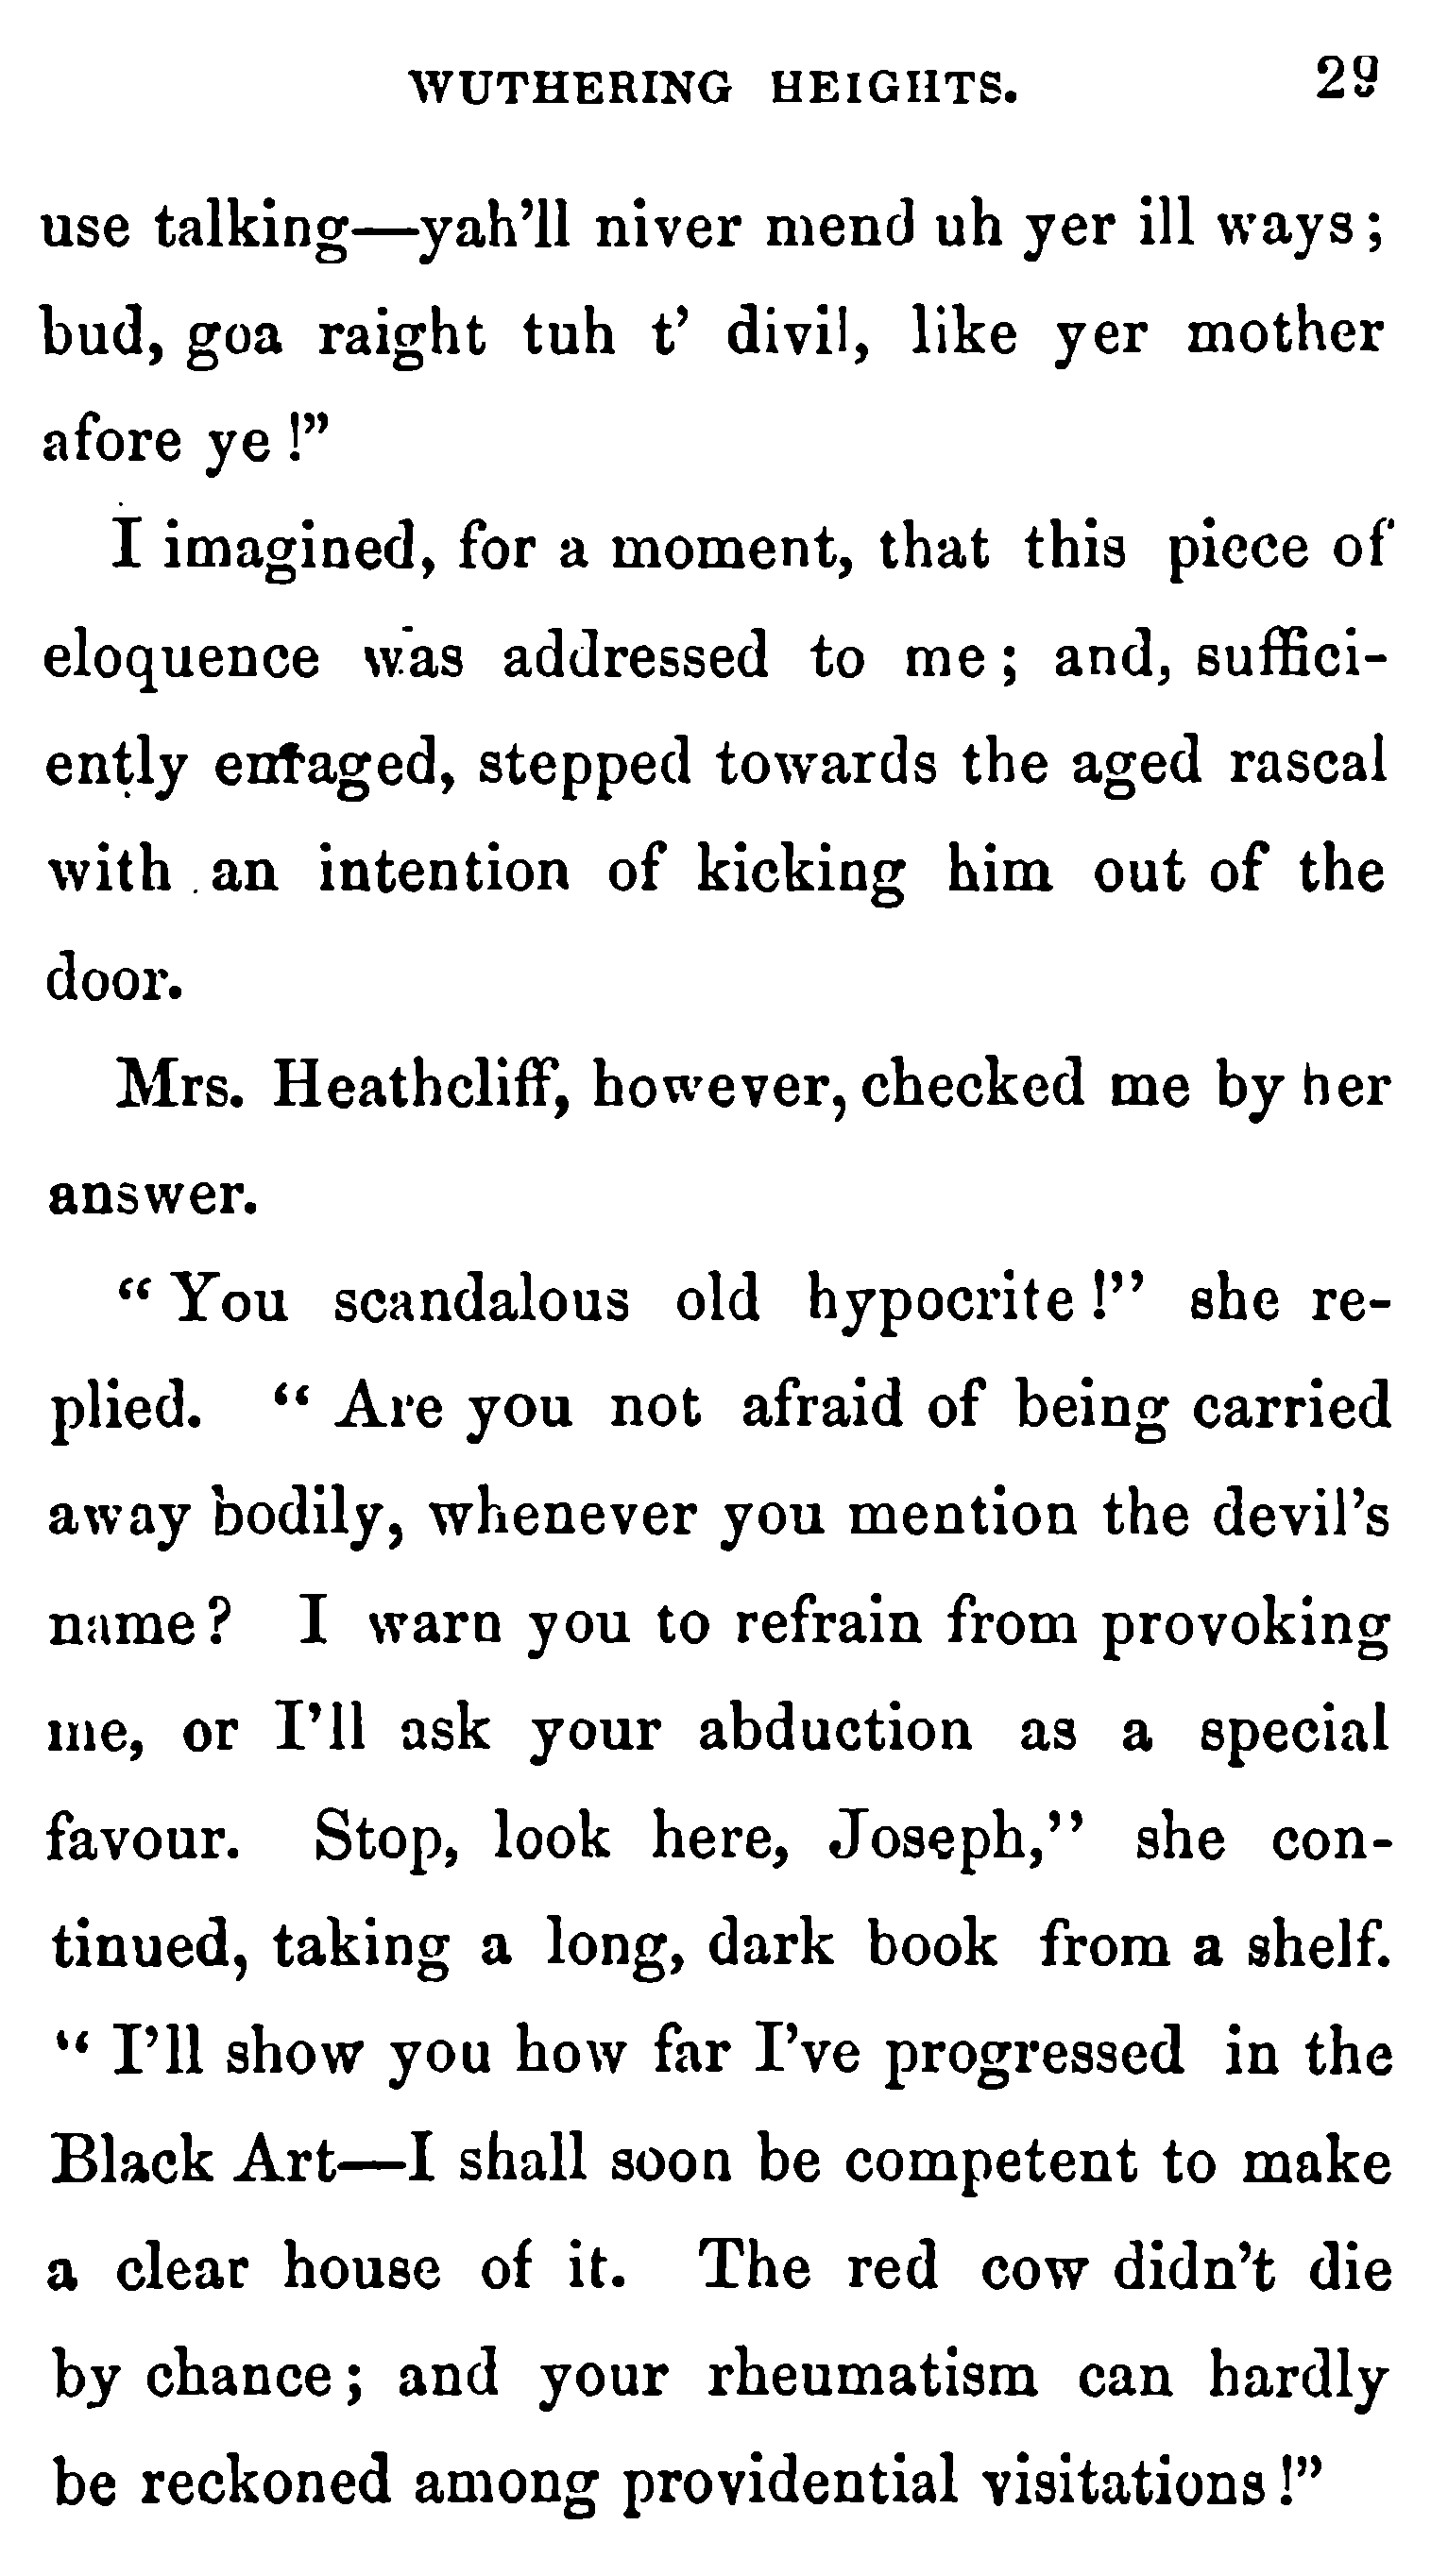 WUTHERING HEIGHTS. 29
use talking—yah'll niver mend uh yer ill ways;
bud, goa raight tuh t' divil, like yer mother
afore ye!"
I imagined, for a moment, that this piece of
eloquence was addressed to me; and, suffici-
ently enraged, stepped towards the aged rascal
with an intention of kicking him out of the
door.
Mrs. Heathcliff, however, checked me by her
answer.
"You scandalous old hypocrite!" she re-
plied. "Are you not afraid of being carried
away bodily, whenever you mention the devil's
name? I warn you to refrain from provoking
me, or I'll ask your abduction as a special
favour. Stop, look here, Joseph," she con-
tinued, taking a long, dark book from a shelf.
"I'll show you how far I've progressed in the
Black Art—I shall soon be competent to make
a clear house of it. The red cow didn't die
by chance; and your rheumatism can hardly
be reckoned among providential visitations!"